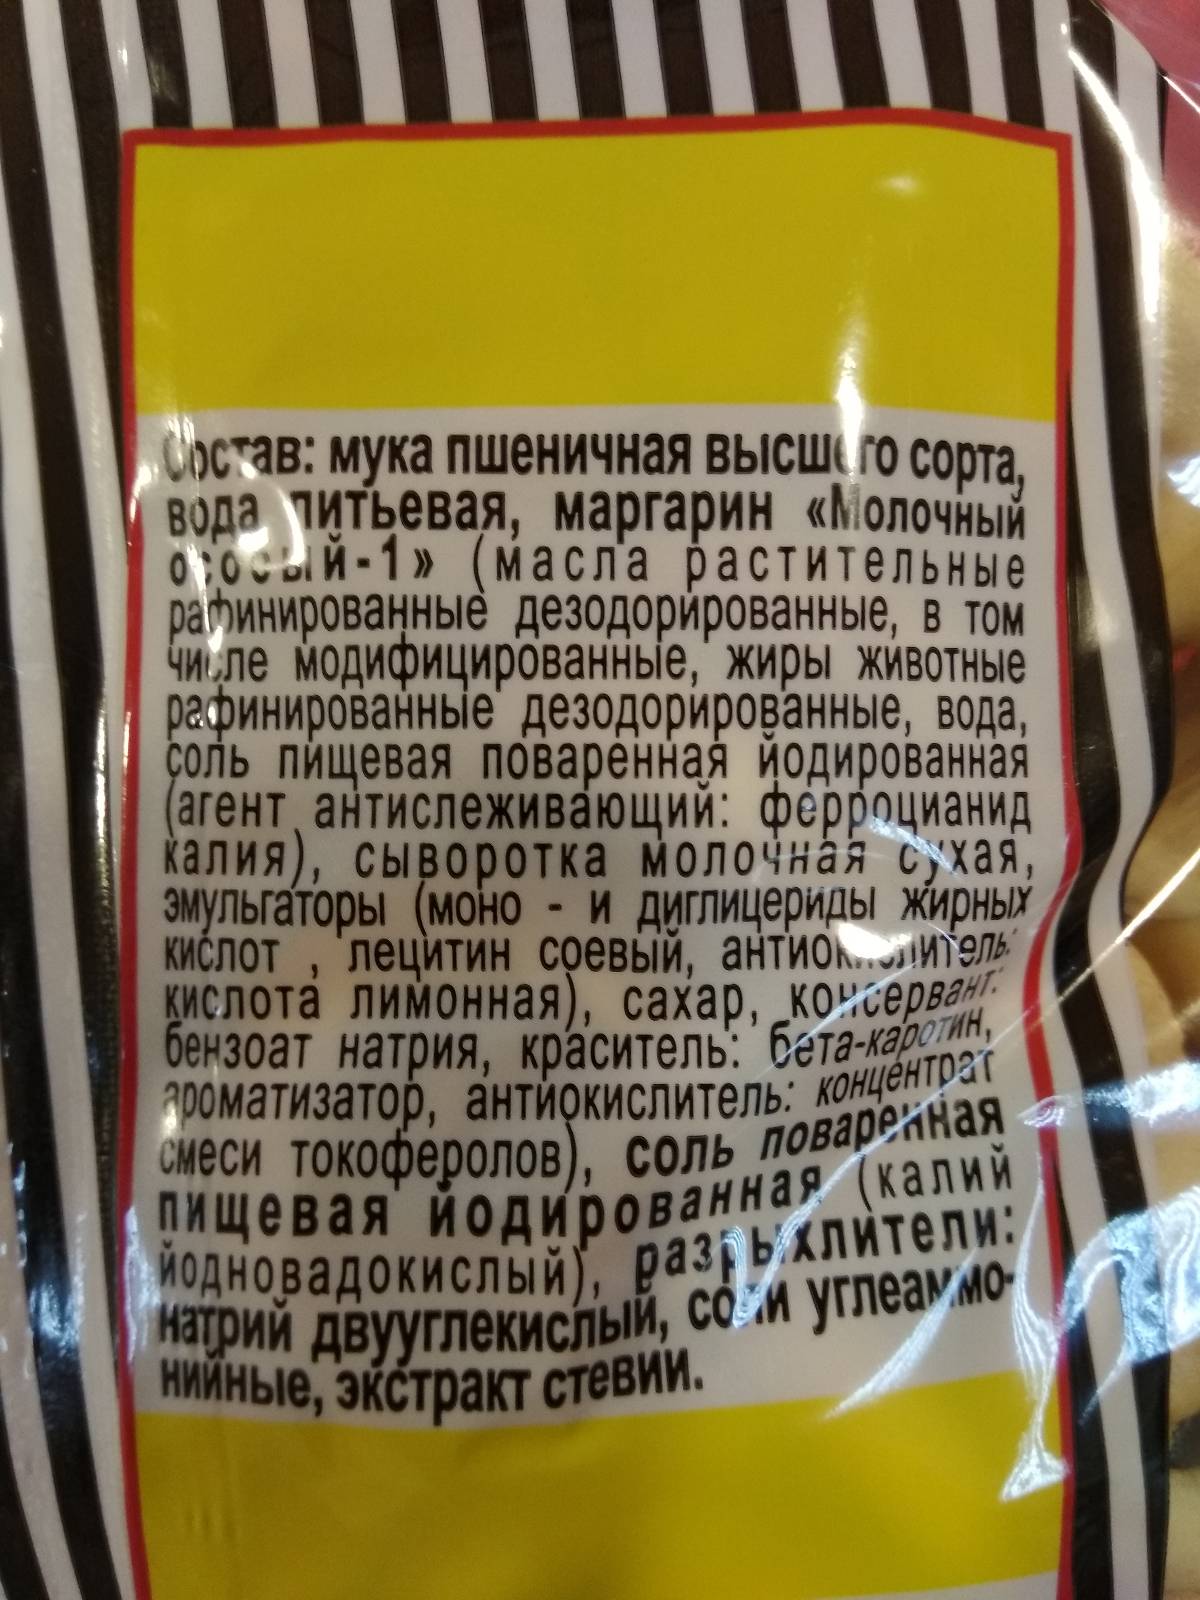 Состав: мука пшеничная высшего сорта,
вода питьевая, маргарин «Молочный
особый-1» (масла растительные
рафинированные дезодорированные, в том
числе модифицированные, жиры животные
рафинированные дезодорированные, вода,
соль пищевая поваренная йодированная
(агент антислеживающий: ферроцианид
калия), сыворотка молочная сухая,
эмульгаторы (моно - и диглицериды жирных
кислот , лецитин соевый, антиокислитель:
кислота лимонная), сахар, консервант:
бензоат натрия, краситель: бета-каротин,
ароматизатор, антиокислитель: концентрат
смеси токоферолов), соль поваренная
пищевая йодированная (калий
йодновадокислый), разрыхлители:
натрий двууглекислый, соли углеаммо-
нийные, экстракт стевии.